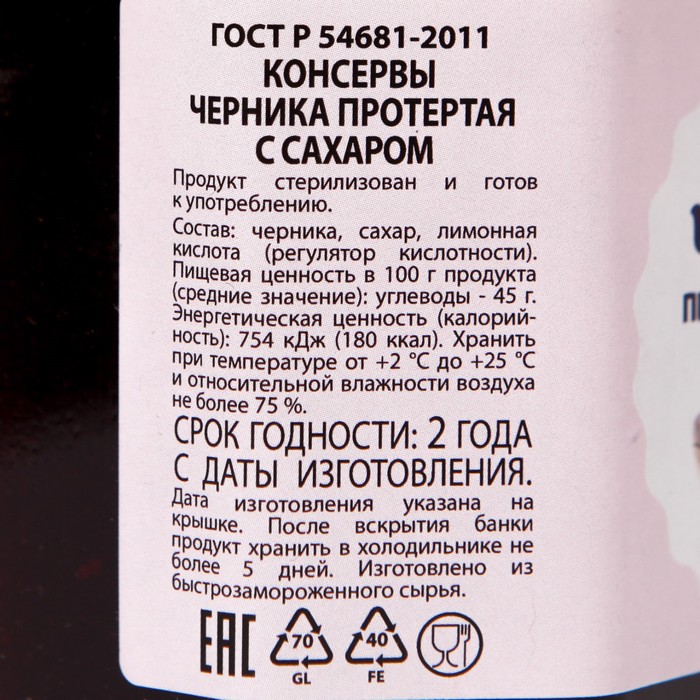 ГОСТ Р 54681-2011
КОНСЕРВЫ
ЧЕРНИКА ПРОТЕРТАЯ
С САХАРОМ
Продукт стерилизован и готов
к употреблению.
Состав: черника, сахар, лимонная
кислота (регулятор кислотности).
Пищевая ценность в 100 г продукта
(средние значение): углеводы - 45 г.
Энергетическая ценность (калорий-
ность): 754 кДж (180 ккал). Хранить
при температуре от +2 °С до +25 °С
и относительной влажности воздуха
не более 75 %.
СРОК ГОДНОСТИ: 2 ГОДА
С ДАТЫ ИЗГОТОВЛЕНИЯ.
Дата изготовления указана на
крышке. После вскрытия банки
продукт хранить в холодильнике не
более 5 дней. Изготовлено из
быстрозамороженного сырья.
ЕАС 70 40
GL FE